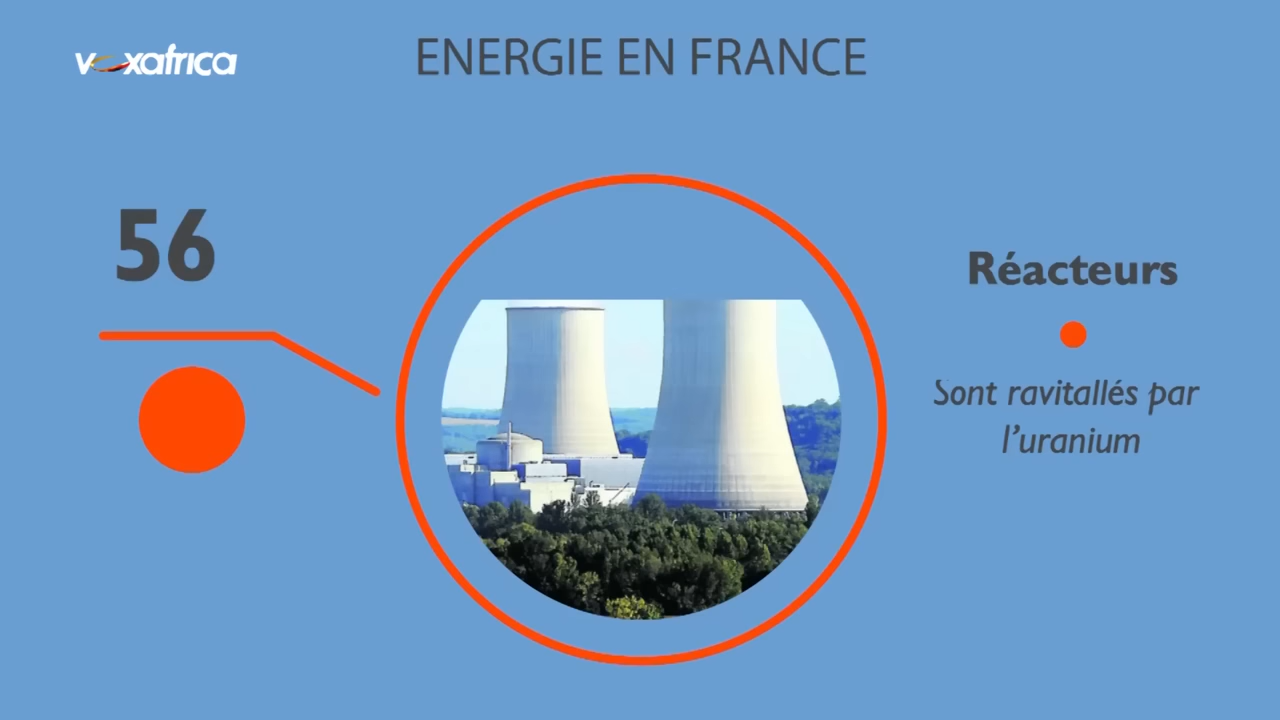 voxafrica
ENERGIE EN FRANCE
56
Réacteurs
Sont ravitallés par
l'uranium